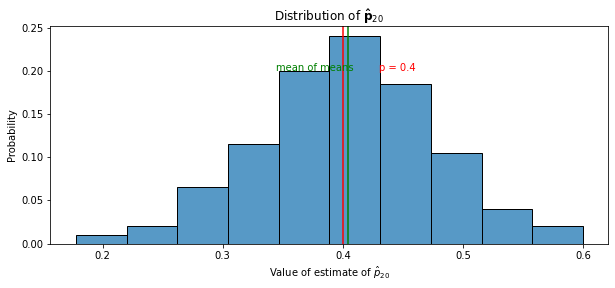 Distribution of p̂₂₀
0.25
0.20
0.15
0.10
0.05
0.00
Probability
mean of means
p = 0.4
0.2 0.3 0.4 0.5 0.6
Value of estimate of p̂₂₀